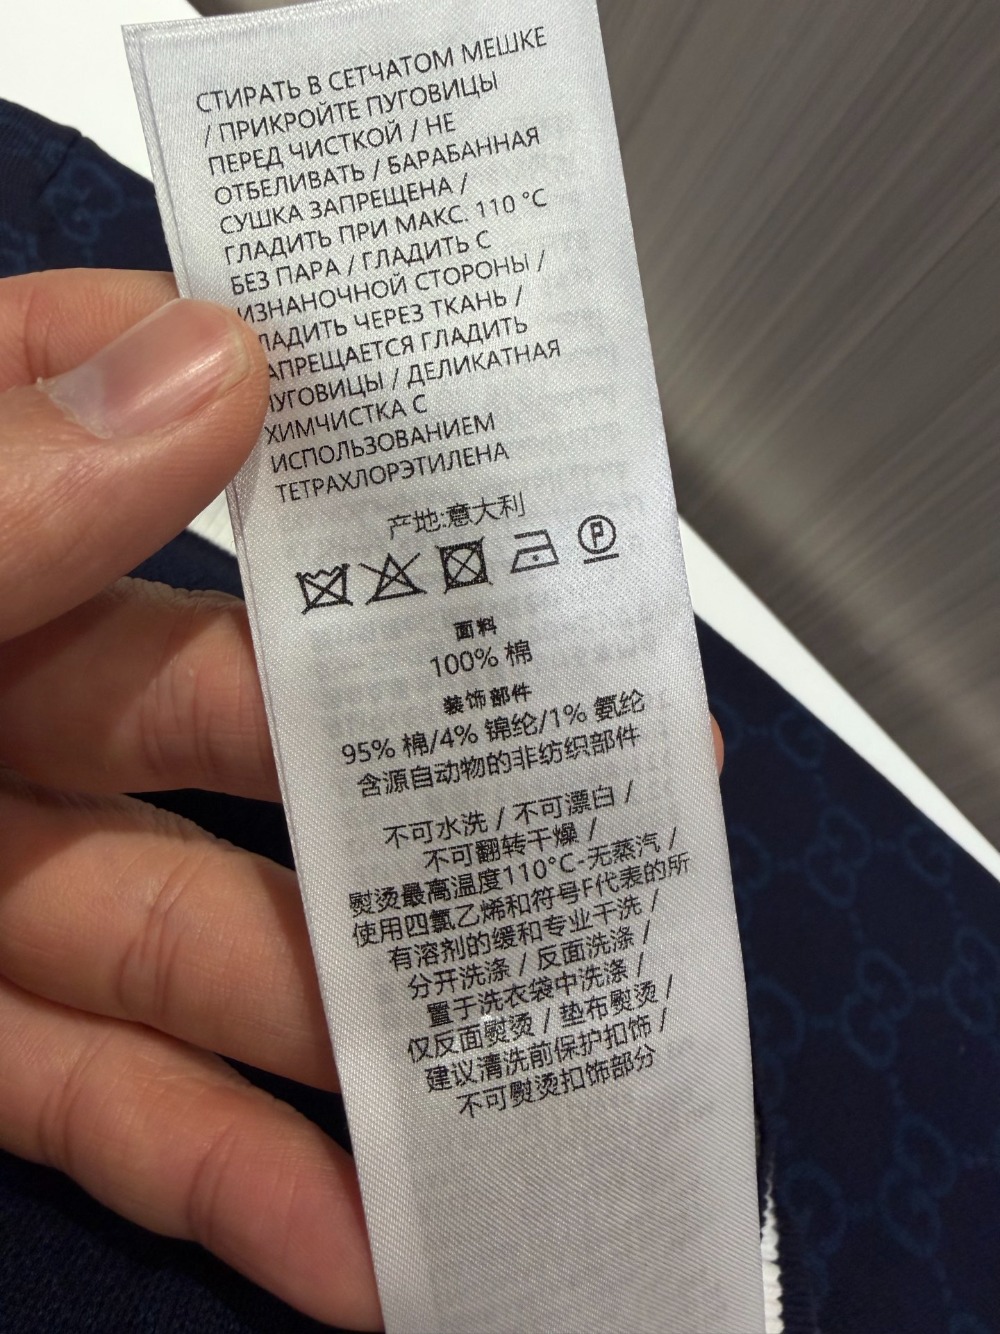 СТИРАТЬ В СЕТЧАТОМ МЕШКЕ
/ ПРИКРОЙТЕ ПУГОВИЦЫ
ПЕРЕД ЧИСТКОЙ / НЕ
ОТБЕЛИВАТЬ / БАРАБАННАЯ
СУШКА ЗАПРЕЩЕНА /
ГЛАДИТЬ ПРИ МАКС. 110 °C
БЕЗ ПАРА / ГЛАДИТЬ С
ИЗНАНОЧНОЙ СТОРОНЫ /
ЛАДИТЬ ЧЕРЕЗ ТКАНЬ /
АПРЕЩАЕТСЯ ГЛАДИТЬ
УГОВИЦЫ / ДЕЛИКАТНАЯ
ХИМЧИСТКА С
ИСПОЛЬЗОВАНИЕМ
ТЕТРАХЛОРЭТИЛЕНА
产地:意大利
P
面料
100% 棉
装饰部件
95% 棉/4% 锦纶/1% 氨纶
含源自动物的非纺织部件
不可水洗 / 不可漂白 /
不可翻转干燥 /
熨烫最高温度110°C-无蒸汽 /
使用四氯乙烯和符号F代表的所
有溶剂的缓和专业干洗 /
分开洗涤 / 反面洗涤 /
置于洗衣袋中洗涤 /
仅反面熨烫 / 垫布熨烫 /
建议清洗前保护扣饰 /
不可熨烫扣饰部分